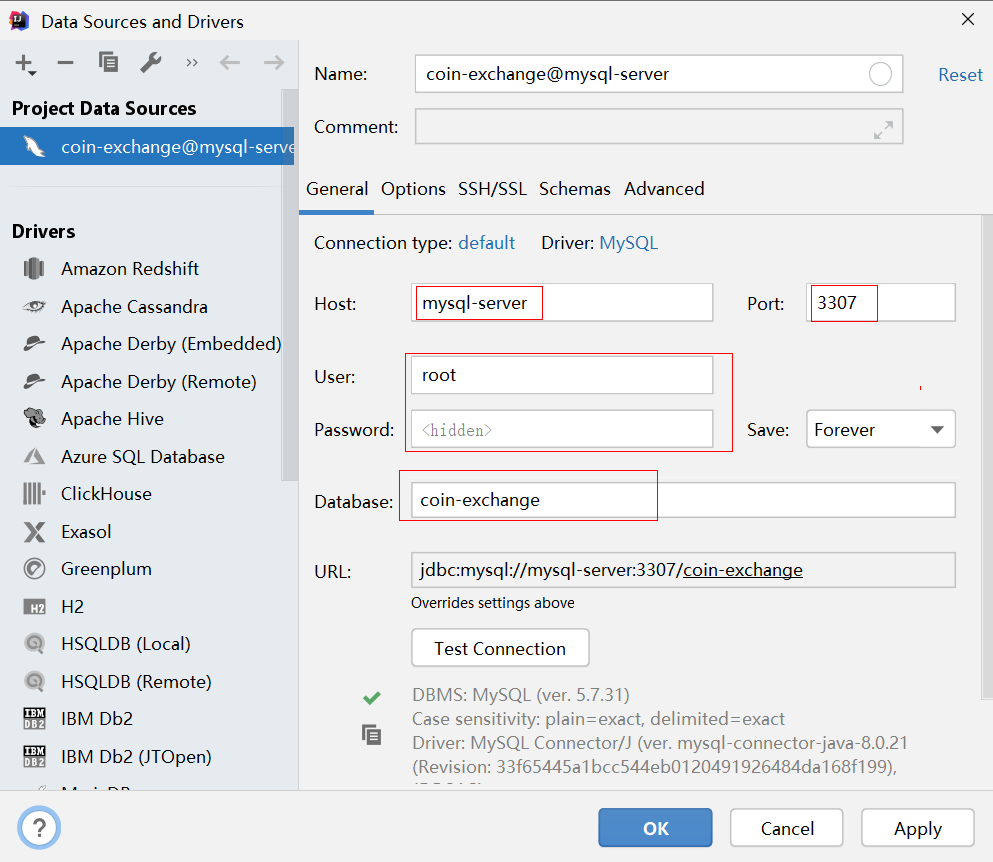 Data Sources and Drivers
Name: coin-exchange@mysql-server Reset
Comment:
Project Data Sources
coin-exchange@mysql-serve
General Options SSH/SSL Schemas Advanced
Drivers
Amazon Redshift
Apache Cassandra
Apache Derby (Embedded)
Apache Derby (Remote)
Apache Hive
Azure SQL Database
ClickHouse
Exasol
Greenplum
H2 H2
HSQLDB (Local)
HSQLDB (Remote)
IBM DB2 IBM Db2
IBM DB2 IBM Db2 (JTOpen)
Connection type: default Driver: MySQL
Host: mysql-server Port: 3307
User: root
Password: <hidden> Save: Forever
Database: coin-exchange
URL: jdbc:mysql://mysql-server:3307/coin-exchange
Overrides settings above
Test Connection
DBMS: MySQL (ver. 5.7.31)
Case sensitivity: plain=exact, delimited=exact
Driver: MySQL Connector/J (ver. mysql-connector-java-8.0.21
(Revision: 33f65445a1bcc544eb0120491926484da168f199),
? OK Cancel Apply